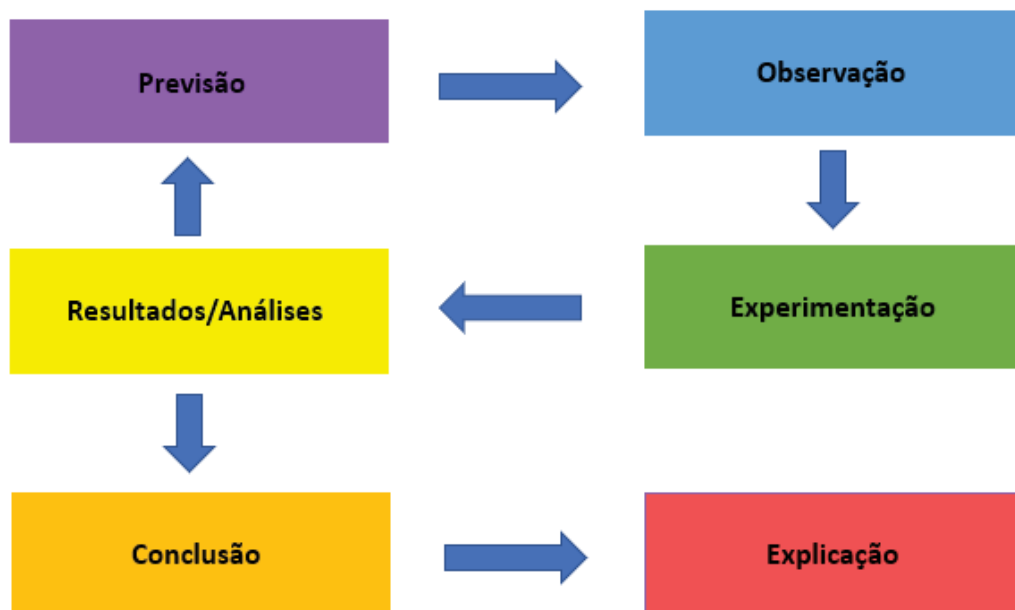 Previsão
Observação
Resultados/Análises
Experimentação
Conclusão
Explicação